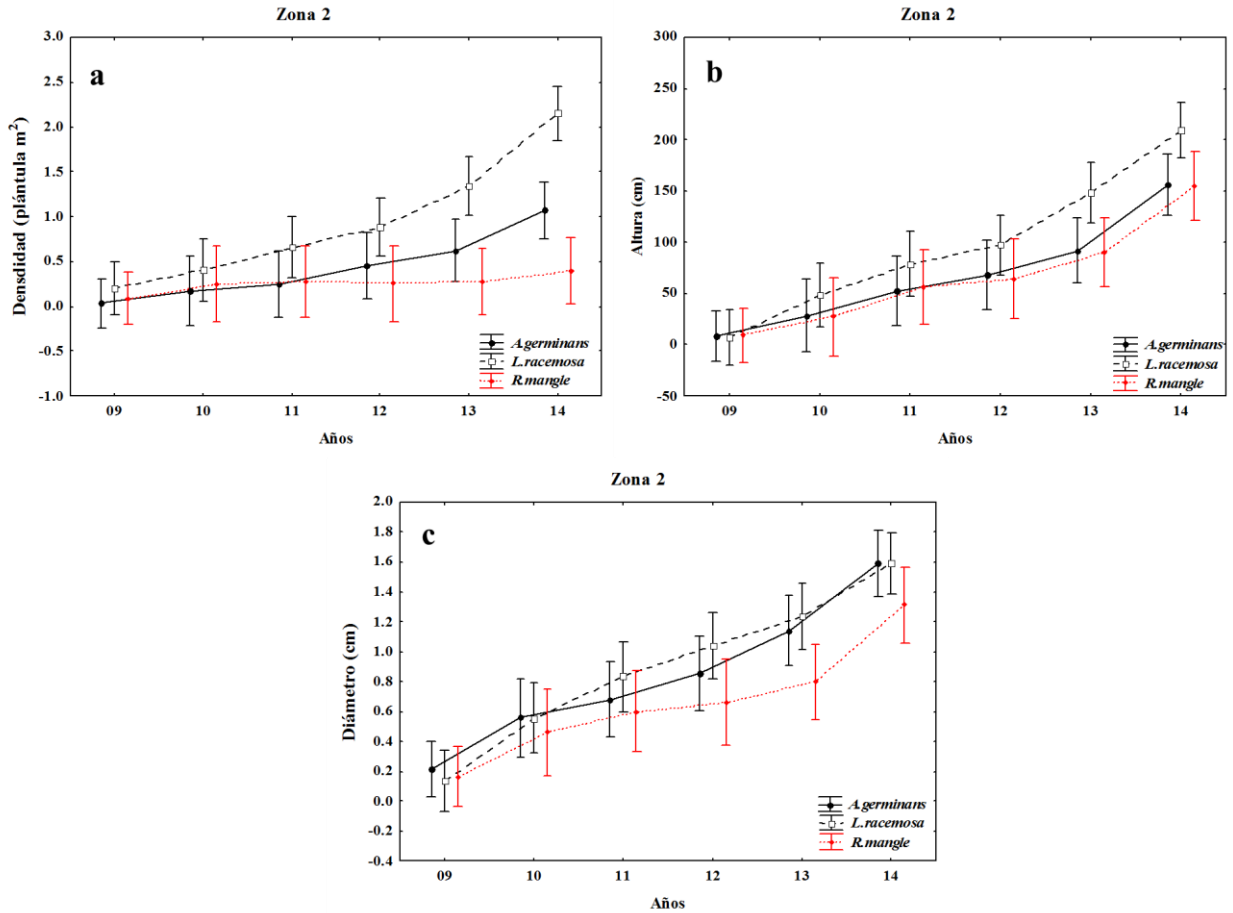 Zona 2
a
Densdidad (plántula m²)
3.0
2.5
2.0
1.5
1.0
0.5
0.0
-0.5
-1.0
09 10 11 12 13 14
Años
A.germinans
L.racemosa
R.mangle
Zona 2
b
Altura (cm)
300
250
200
150
100
50
0
-50
09 10 11 12 13 14
Años
A.germinans
L.racemosa
R.mangle
Zona 2
c
Diámetro (cm)
2.0
1.8
1.6
1.4
1.2
1.0
0.8
0.6
0.4
0.2
0.0
-0.2
-0.4
09 10 11 12 13 14
Años
A.germinans
L.racemosa
R.mangle